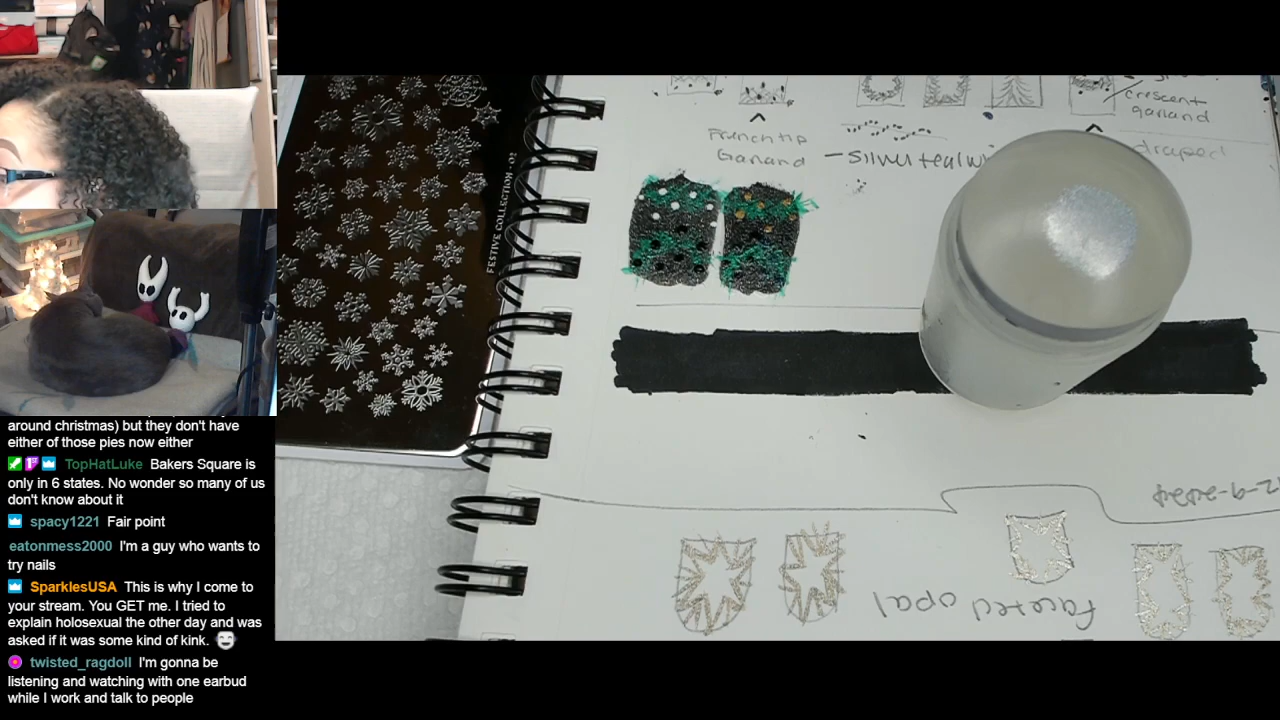 around christmas) but they don't have
either of those pies now either
TopHatLuke Bakers Square is
only in 6 states. No wonder so many of us
don't know about it
spacy1221 Fair point
eatonmess2000 I'm a guy who wants to
try nails
SparklesUSA This is why I come to
your stream. You GET me. I tried to
explain holosexual the other day and was
asked if it was some kind of kink.
twisted_ragdoll I'm gonna be
listening and watching with one earbud
while I work and talk to people
FESTIVE COLLECTION-02
crescent
garland
French tip
Garland
draped
faceted opal